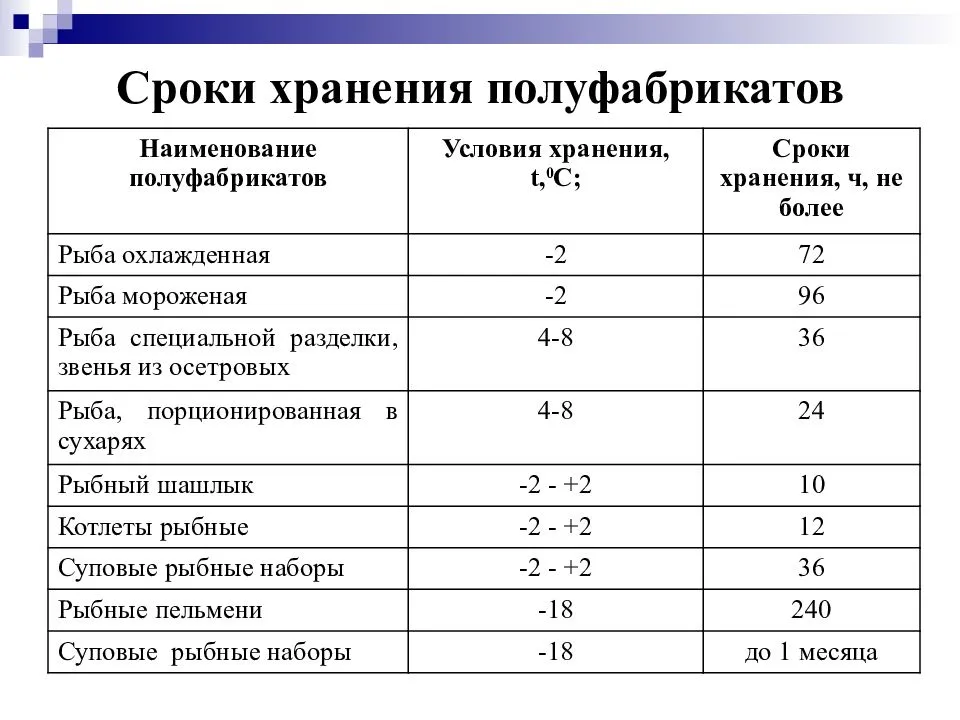 Сроки хранения полуфабрикатов
Наименование
полуфабрикатов
Условия хранения,
t,⁰C;
Сроки
хранения, ч, не
более
Рыба охлажденная
-2
72
Рыба мороженая
-2
96
Рыба специальной разделки,
звенья из осетровых
4-8
36
Рыба, порционированная в
сухарях
4-8
24
Рыбный шашлык
-2 - +2
10
Котлеты рыбные
-2 - +2
12
Суповые рыбные наборы
-2 - +2
36
Рыбные пельмени
-18
240
Суповые рыбные наборы
-18
до 1 месяца